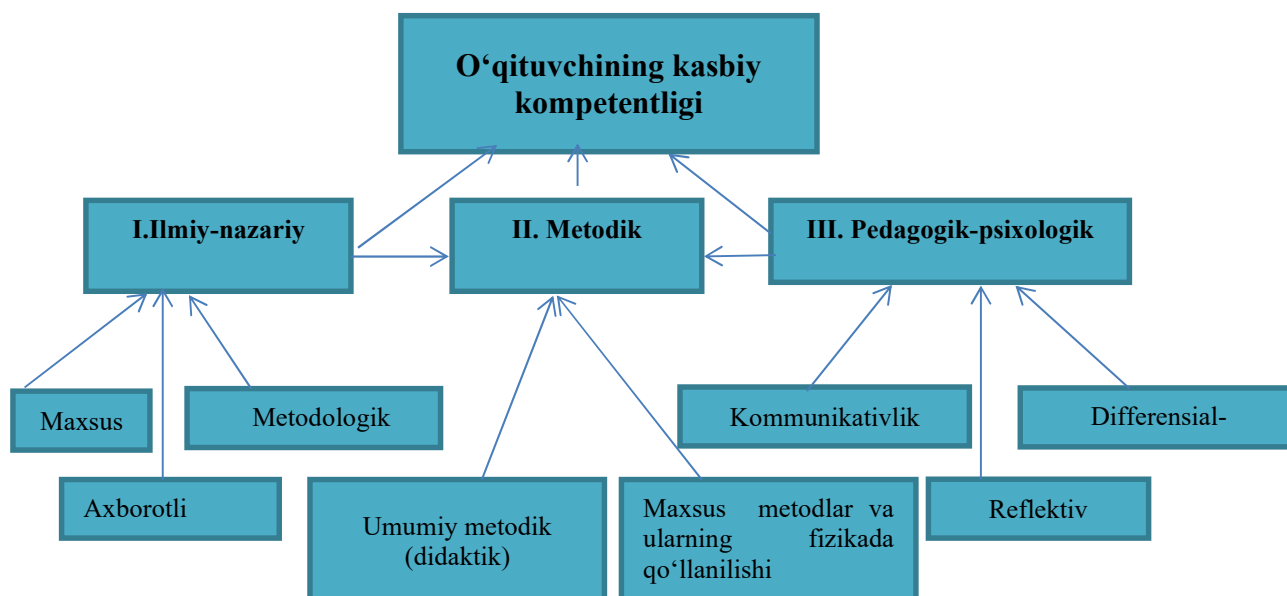 O‘qituvchining kasbiy
kompetentligi
I.Ilmiy-nazariy
II. Metodik
III. Pedagogik-psixologik
Maxsus
Metodologik
Kommunikativlik
Differensial-
Axborotli
Umumiy metodik
(didaktik)
Maxsus metodlar va
ularning fizikada
qo‘llanilishi
Reflektiv